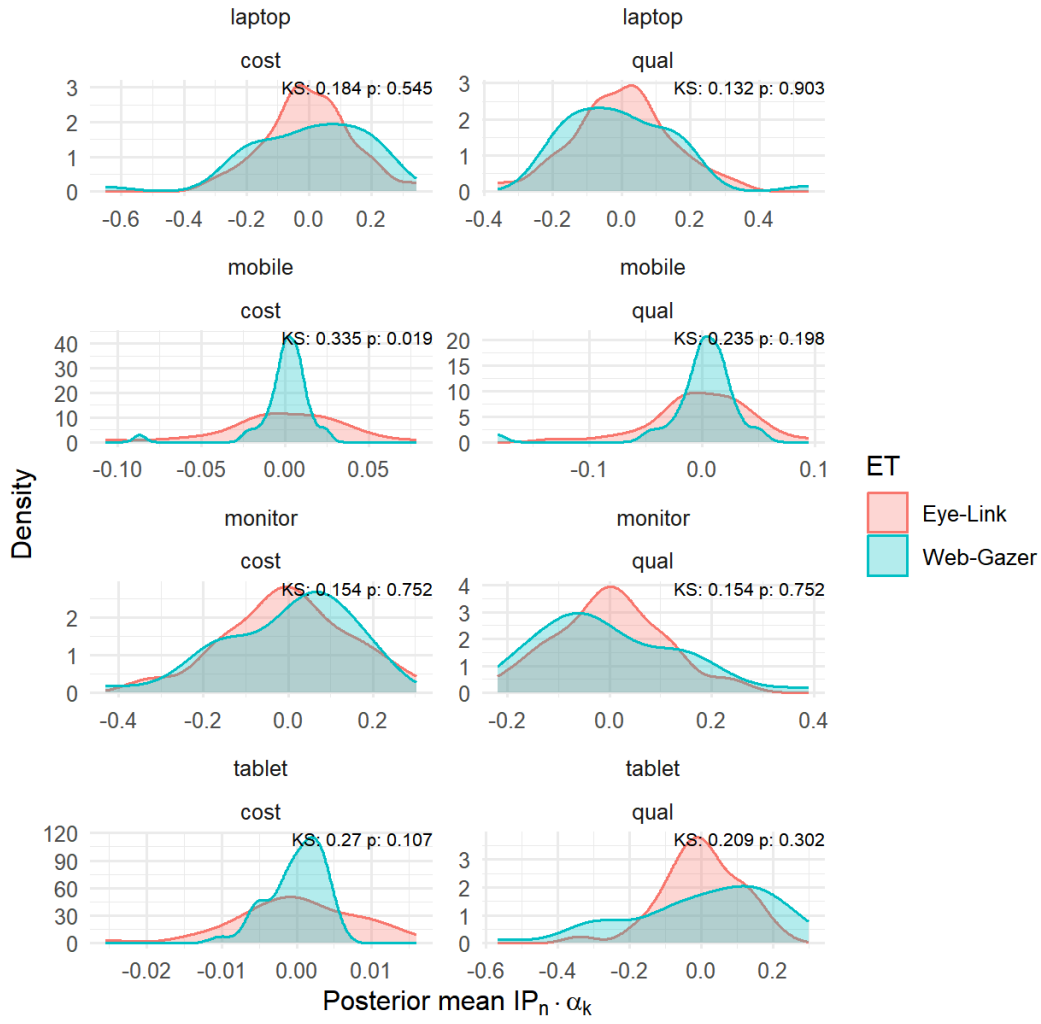 laptop laptop
cost qual
KS: 0.184 p: 0.545 KS: 0.132 p: 0.903
3
2
1
0
-0.6 -0.4 -0.2 0.0 0.2
3
2
1
0
-0.4 -0.2 0.0 0.2 0.4
mobile mobile
cost qual
KS: 0.335 p: 0.019 KS: 0.235 p: 0.198
40
30
20
10
0
-0.10 -0.05 0.00 0.05
20
15
10
5
0
-0.1 0.0 0.1
monitor monitor
cost qual
KS: 0.154 p: 0.752 KS: 0.154 p: 0.752
2
1
0
-0.4 -0.2 0.0 0.2
4
3
2
1
0
-0.2 0.0 0.2 0.4
tablet tablet
cost qual
KS: 0.27 p: 0.107 KS: 0.209 p: 0.302
120
90
60
30
0
-0.02 -0.01 0.00 0.01
3
2
1
0
-0.6 -0.4 -0.2 0.0 0.2
Density
Posterior mean IPₙ · αₖ
ET
Eye-Link
Web-Gazer